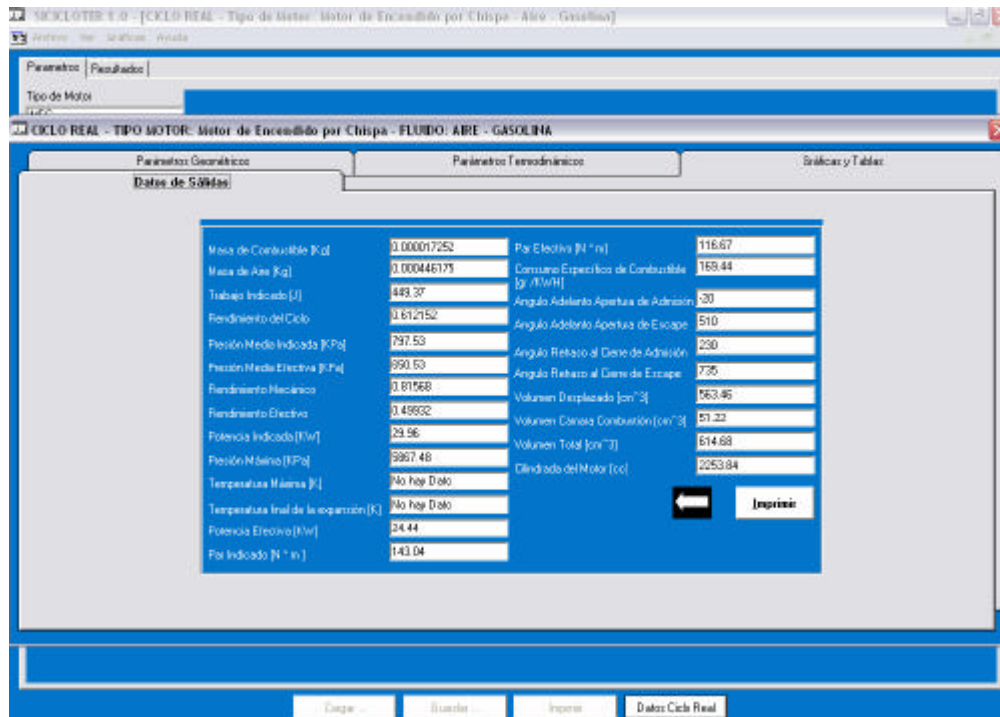 SICICLOTER 1.0 - [CICLO REAL - Tipo de Motor: Motor de Encendido por Chispa - Aire - Gasolina]
Archivo Ver Gráficas Ayuda
Parametros Resultados
Tipo de Motor
CICLO REAL - TIPO MOTOR: Motor de Encendido por Chispa - FLUIDO: AIRE - GASOLINA
Parámetros Geométricos Parámetros Termodinámicos Gráficas y Tablas
Datos de Sálidas
Masa de Combustible [Kg] 0.000017252
Masa de Aire [Kg] 0.000446175
Trabajo Indicado [J] 449.37
Rendimiento del Ciclo 0.612152
Presión Media Indicada [KPa] 797.53
Presión Media Efectiva [KPa] 650.53
Rendimiento Mecánico 0.81568
Rendimiento Efectivo 0.49932
Potencia Indicada [KW] 29.96
Presión Máxima [KPa] 5867.48
Temperatura Máxima [K] No hay Dato
Temperatura final de la expansión [K] No hay Dato
Potencia Efectiva [KW] 24.44
Par Indicado [N * m ] 143.04
Par Efectivo [N * m] 116.67
Consumo Específico de Combustible [gr /KWH] 169.44
Angulo Adelanto Apertura de Admisión -20
Angulo Adelanto Apertura de Escape 510
Angulo Retraso al Cierre de Admisión 230
Angulo Retraso al Cierre de Escape 735
Volumen Desplazado [cm^3] 563.46
Volumen Cámara Combustión [cm^3] 51.22
Volumen Total [cm^3] 614.68
Cilindrada del Motor [cc] 2253.84
Imprimir
Cargar ... Guardar ... Imprimir Datos Ciclo Real